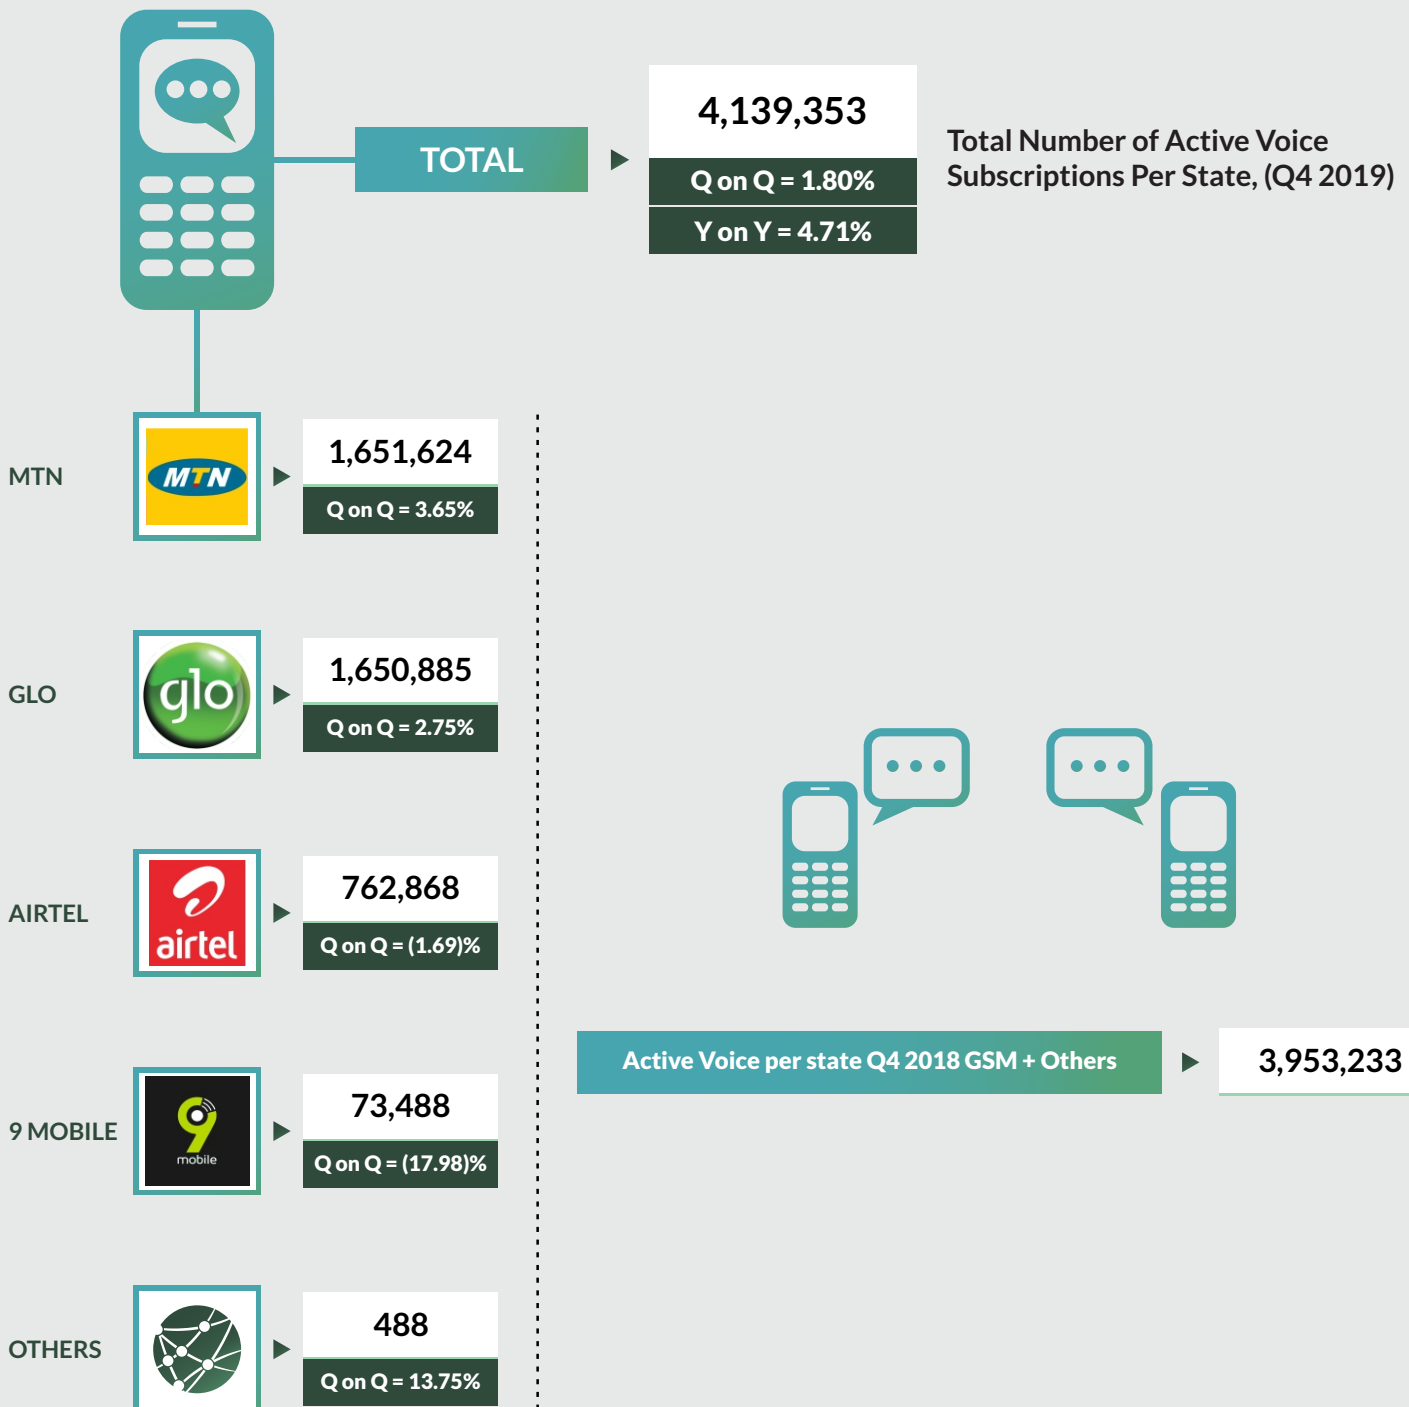 TOTAL
4,139,353
Q on Q = 1.80%
Y on Y = 4.71%
Total Number of Active Voice
Subscriptions Per State, (Q4 2019)
MTN
MTN
1,651,624
Q on Q = 3.65%
GLO
glo
1,650,885
Q on Q = 2.75%
AIRTEL
airtel
762,868
Q on Q = (1.69)%
Active Voice per state Q4 2018 GSM + Others
3,953,233
9 MOBILE
9
mobile
73,488
Q on Q = (17.98)%
OTHERS
488
Q on Q = 13.75%